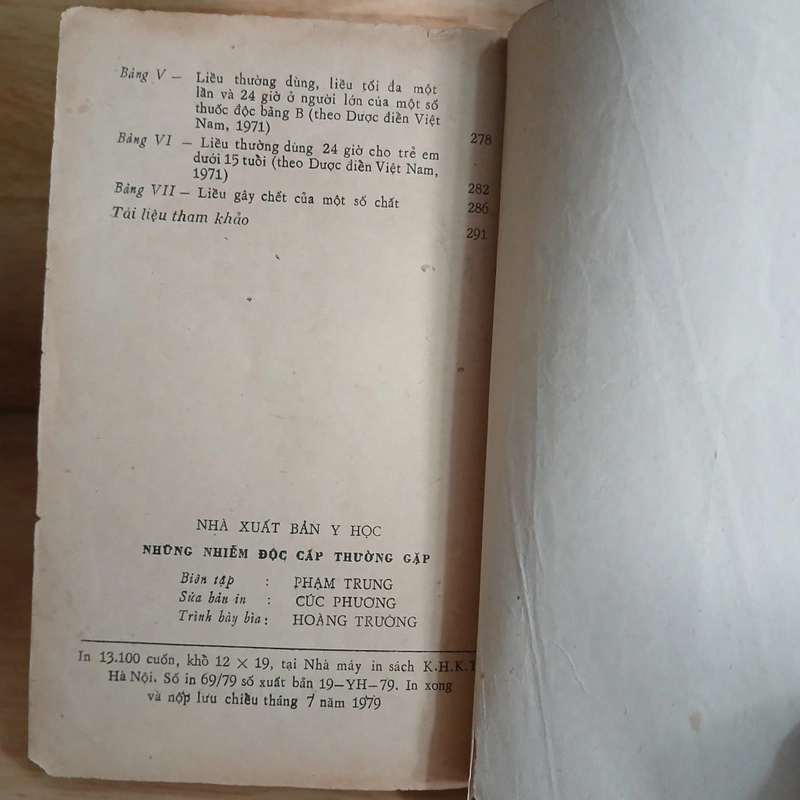 Bảng V — Liều thường dùng, liều tối đa một
lần và 24 giờ ở người lớn của một số
thuốc độc bảng B (theo Dược điển Việt
Nam, 1971) 278
Bảng VI — Liều thường dùng 24 giờ cho trẻ em
dưới 15 tuổi (theo Dược điển Việt Nam,
1971) 282
Bảng VII — Liều gây chết của một số chất 286
Tài liệu tham khảo 291
NHÀ XUẤT BẢN Y HỌC
NHỮNG NHIỄM ĐỘC CẤP THƯỜNG GẶP
Biên tập : PHẠM TRUNG
Sửa bản in : CÚC PHƯƠNG
Trình bày bìa : HOÀNG TRƯỜNG
In 13.100 cuốn, khổ 12 × 19, tại Nhà máy in sách K.H.K.T
Hà Nội. Số in 69/79 số xuất bản 19—YH—79. In xong
và nộp lưu chiểu tháng 7 năm 1979